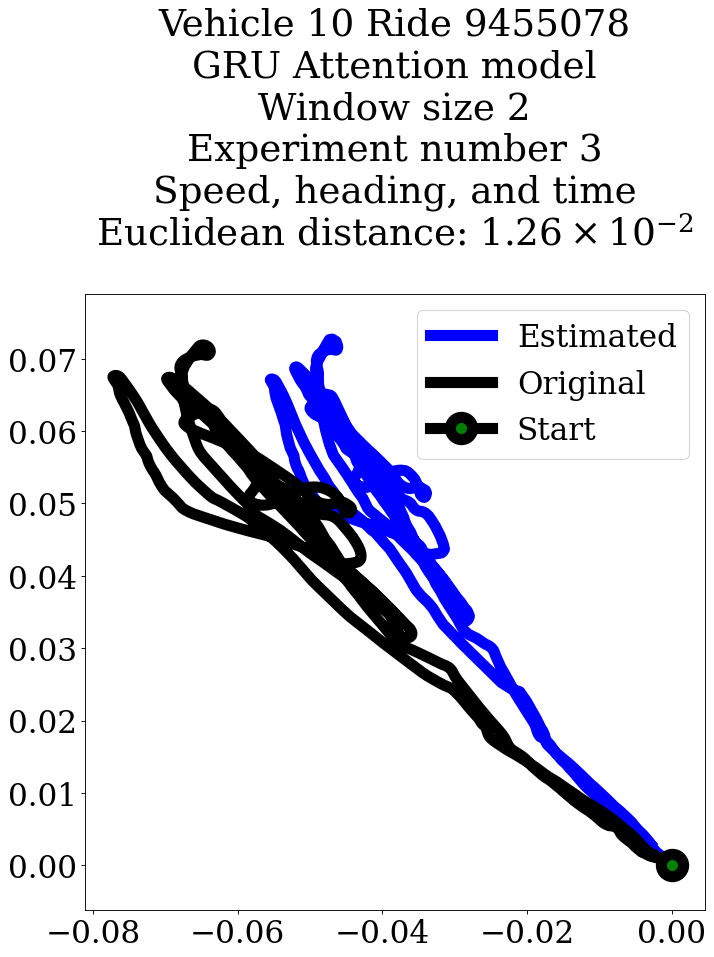 Vehicle 10 Ride 9455078
GRU Attention model
Window size 2
Experiment number 3
Speed, heading, and time
Euclidean distance: 1.26 × 10⁻²
Estimated
Original
Start
0.07
0.06
0.05
0.04
0.03
0.02
0.01
0.00
−0.08 −0.06 −0.04 −0.02 0.00